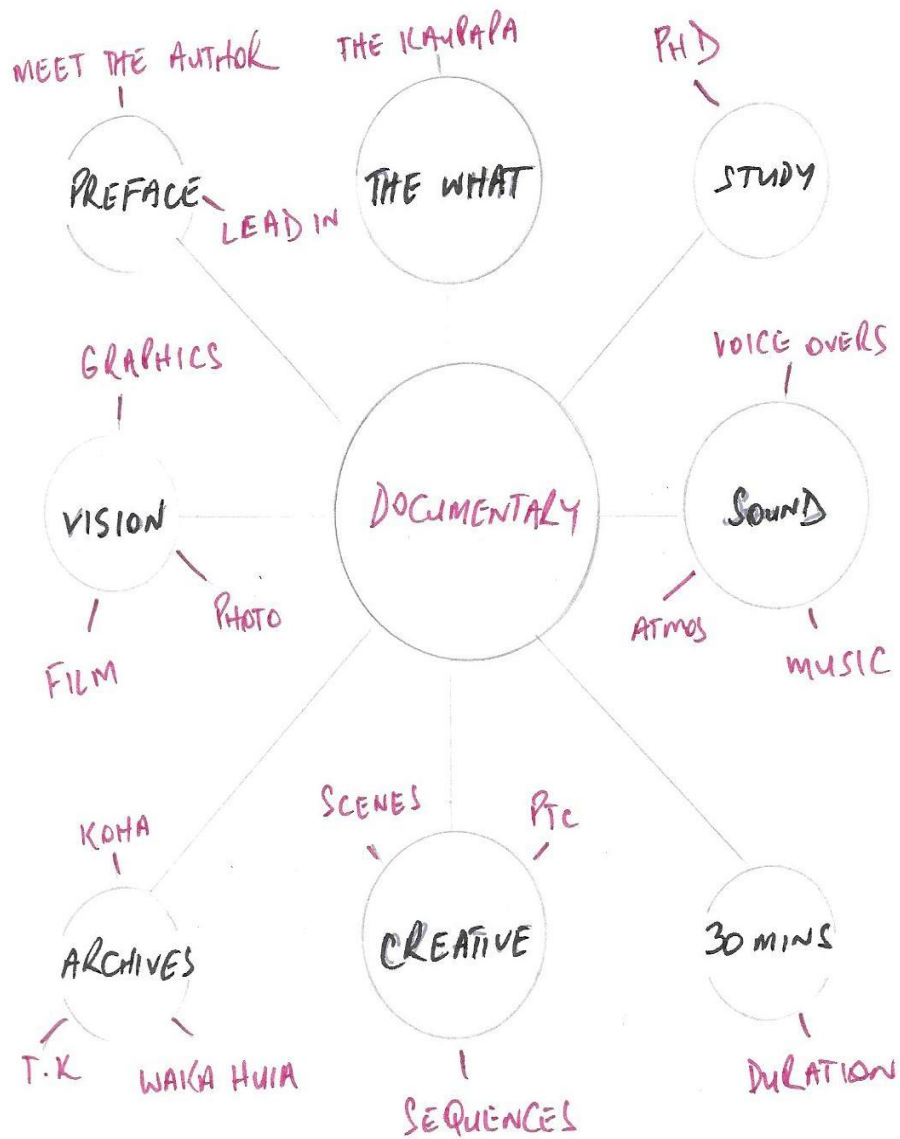 MEET THE AUTHOR
THE KAUPAPA
PHD
PREFACE
LEAD IN
THE WHAT
STUDY
GRAPHICS
VOICE OVERS
VISION
DOCUMENTARY
SOUND
PHOTO
FILM
ATMOS
MUSIC
KOHA
SCENES
PTC
ARCHIVES
CREATIVE
30 MINS
T.K
WAKA HUIA
SEQUENCES
DURATION